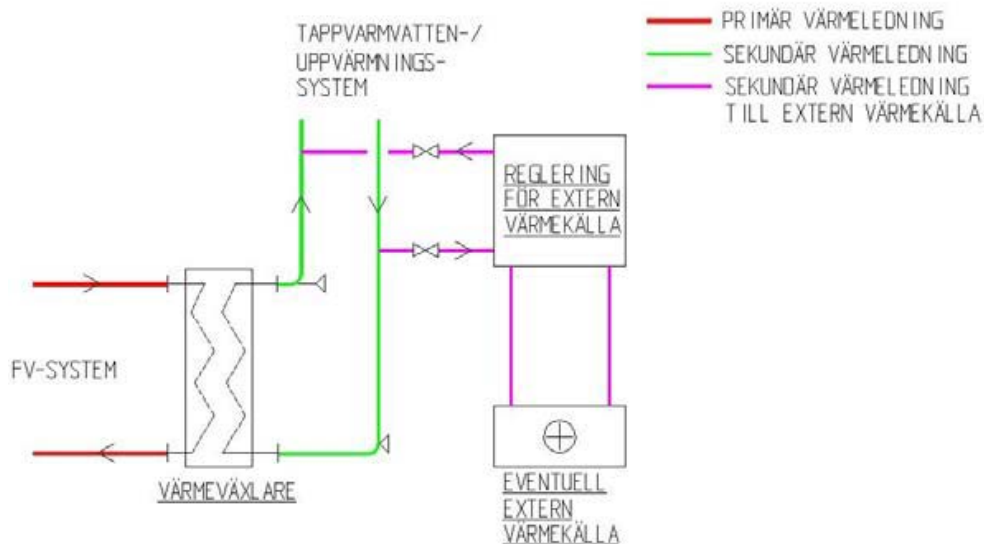 TAPPVARMVATTEN-/
UPPVÄRMNINGS-
SYSTEM
PRIMÄR VÄRMELEDNING
SEKUNDÄR VÄRMELEDNING
SEKUNDÄR VÄRMELEDNING
TILL EXTERN VÄRMEKÄLLA
REGLERING
FÖR EXTERN
VÄRMEKÄLLA
FV-SYSTEM
VÄRMEVÄXLARE
EVENTUELL
EXTERN
VÄRMEKÄLLA